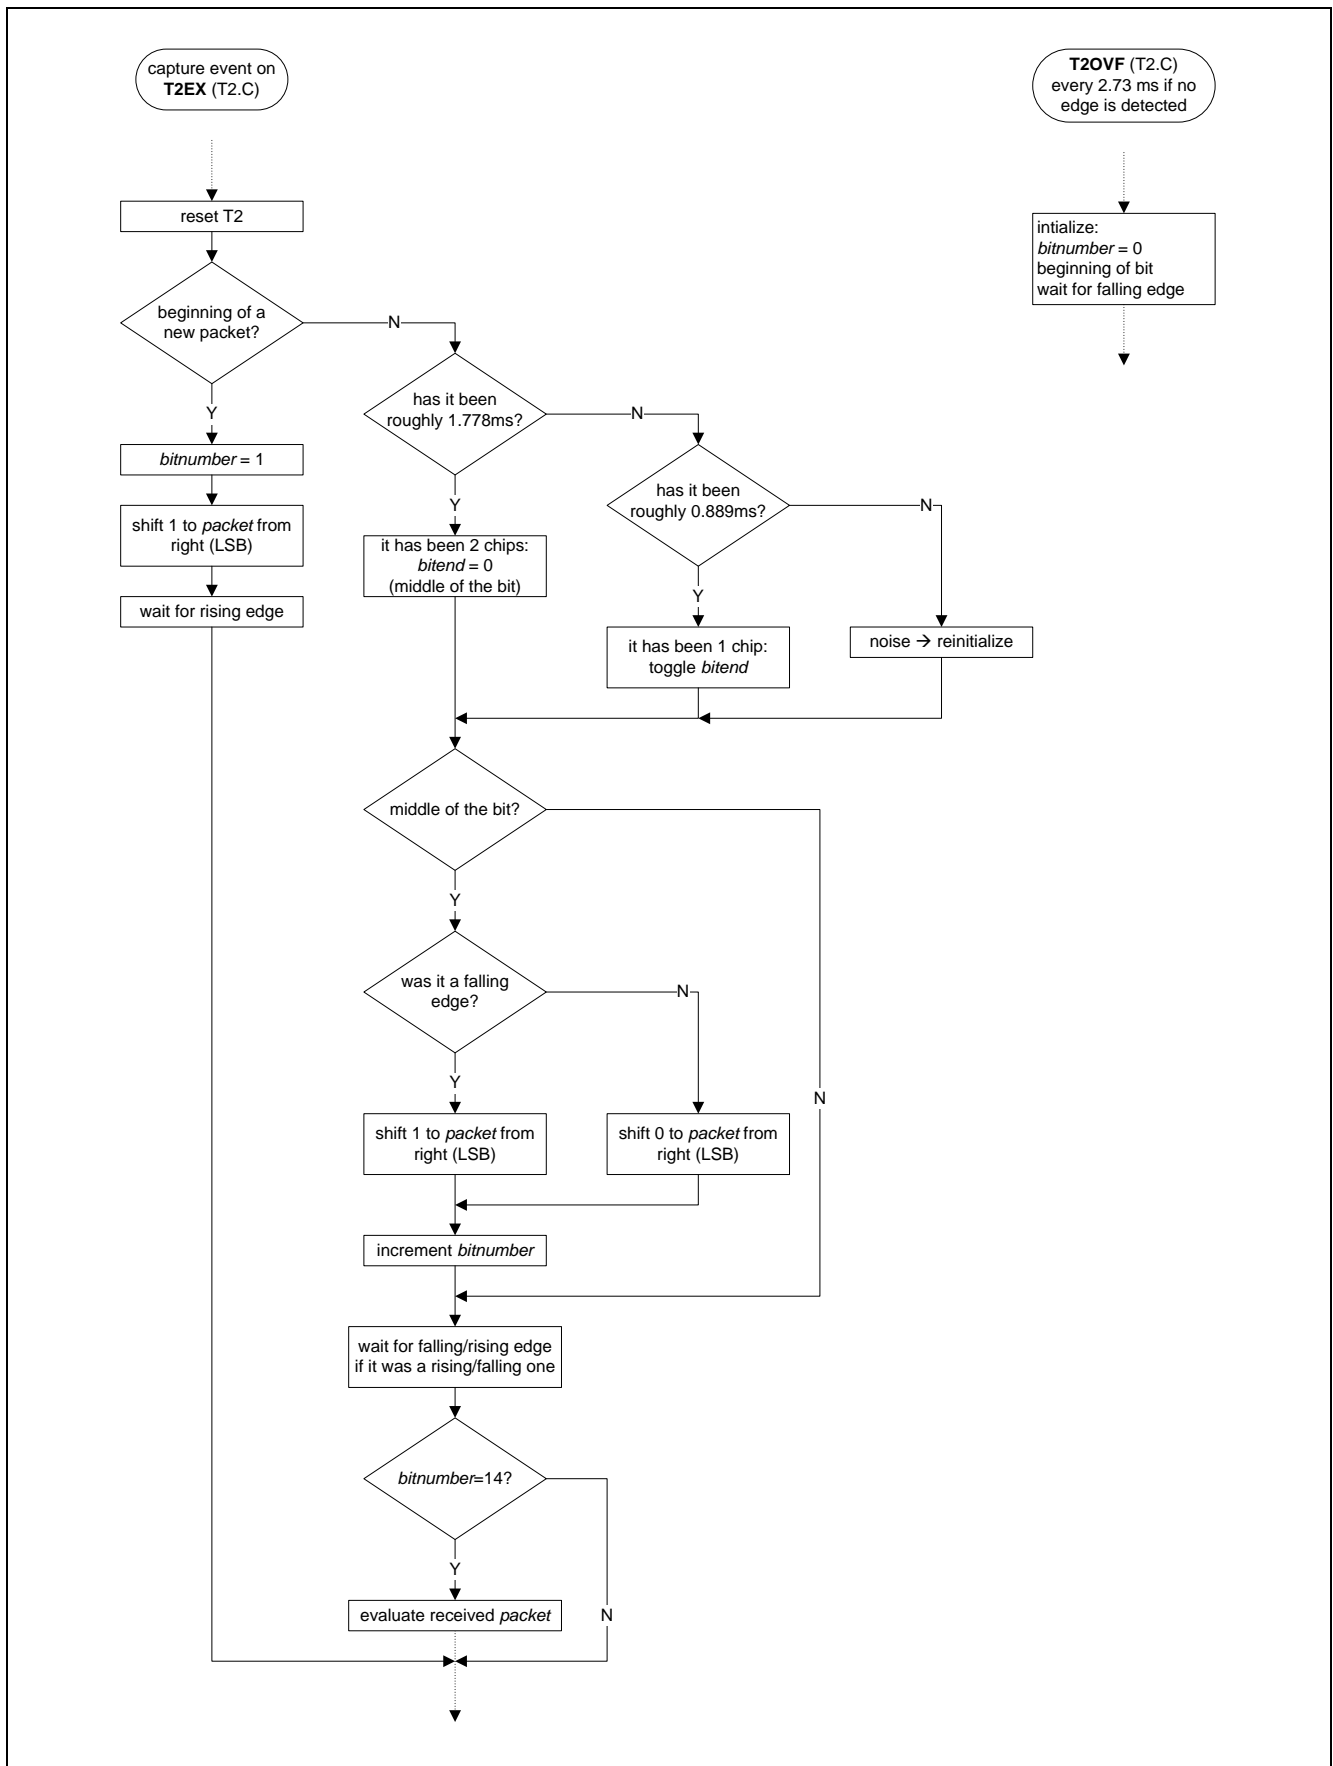 capture event on
T2EX (T2.C)
T2OVF (T2.C)
every 2.73 ms if no
edge is detected
reset T2
intialize:
bitnumber = 0
beginning of bit
wait for falling edge
beginning of a
new packet?
N
Y
has it been
roughly 1.778ms?
N
Y
bitnumber = 1
shift 1 to packet from
right (LSB)
wait for rising edge
has it been
roughly 0.889ms?
N
Y
it has been 2 chips:
bitend = 0
(middle of the bit)
it has been 1 chip:
toggle bitend
noise → reinitialize
middle of the bit?
Y
N
was it a falling
edge?
N
Y
shift 1 to packet from
right (LSB)
shift 0 to packet from
right (LSB)
increment bitnumber
wait for falling/rising edge
if it was a rising/falling one
bitnumber=14?
Y
N
evaluate received packet